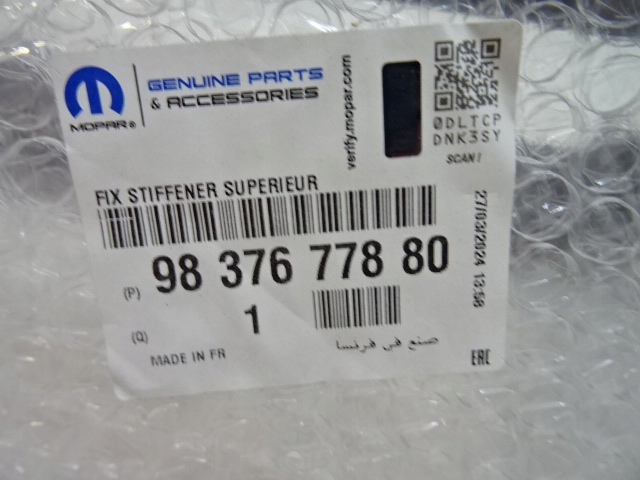 MOPAR®
GENUINE PARTS
& ACCESSORIES
verify.mopar.com
0DLTCP
DNK3SY
SCAN!
FIX STIFFENER SUPERIEUR
27/03/2024 13:58
(P) 98 376 778 80
(Q) 1
MADE IN FR
صنع في فرنسا
EAC